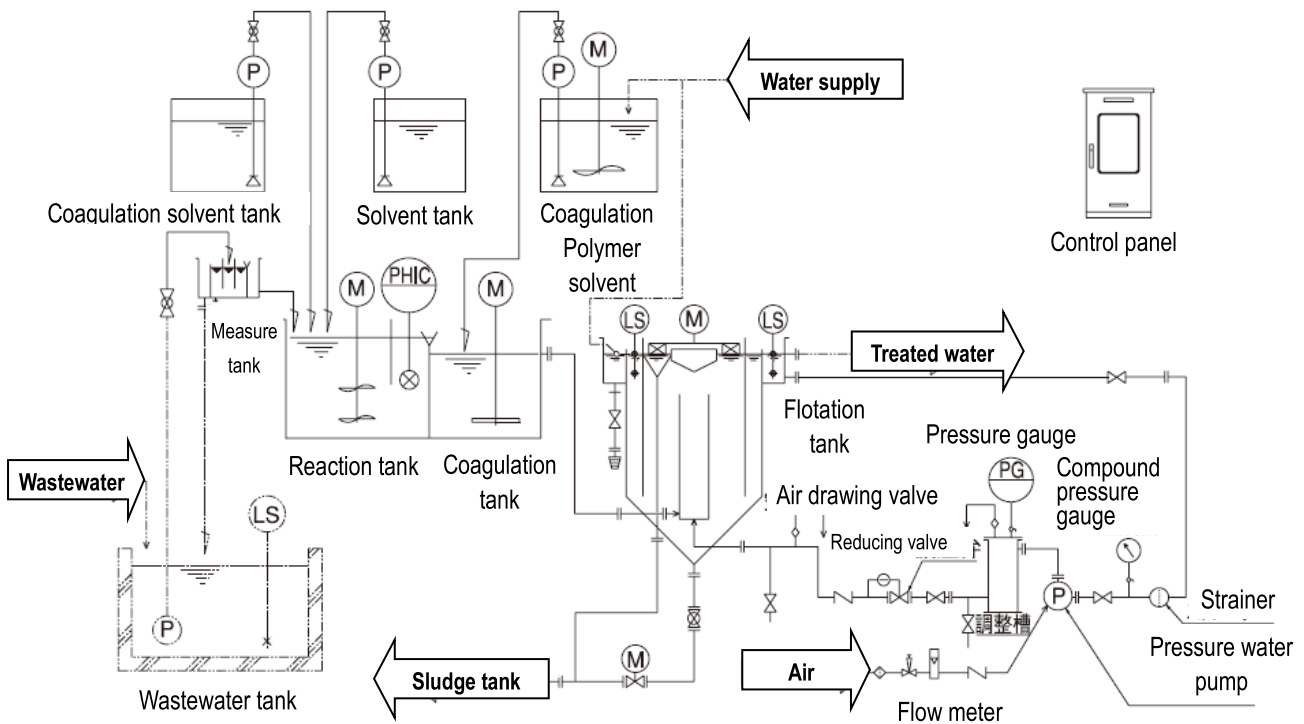 P
P
P
M
Water supply
Coagulation solvent tank
Solvent tank
Coagulation
Polymer
solvent
Control panel
Measure
tank
M
PHIC
M
LS
M
LS
Treated water
Flotation
tank
Reaction tank
Coagulation
tank
Wastewater
LS
P
Wastewater tank
Pressure gauge
PG
Compound
pressure
gauge
Air drawing valve
Reducing valve
P
調整槽
Strainer
Pressure water
pump
M
Sludge tank
Air
Flow meter